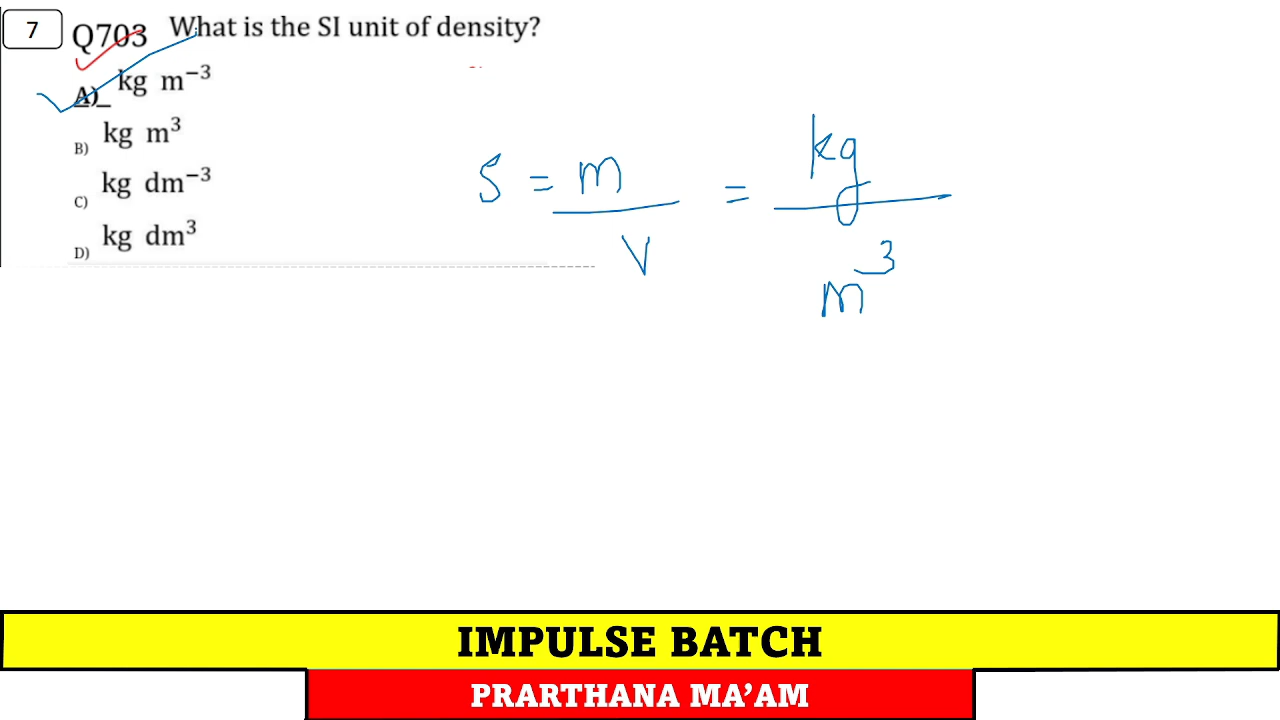 7
Q703 What is the SI unit of density?
A) kg m⁻³
B) kg m³
C) kg dm⁻³
D) kg dm³
S = m/V = kg/m³
IMPULSE BATCH
PRARTHANA MA’AM